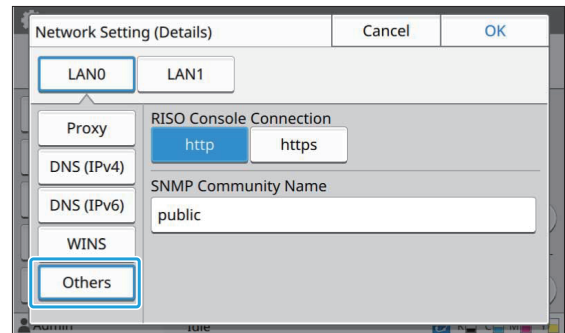 Network Setting (Details)
Cancel
OK
LAN0
LAN1
Proxy
DNS (IPv4)
DNS (IPv6)
WINS
Others
RISO Console Connection
http
https
SNMP Community Name
public
Admin
Idle